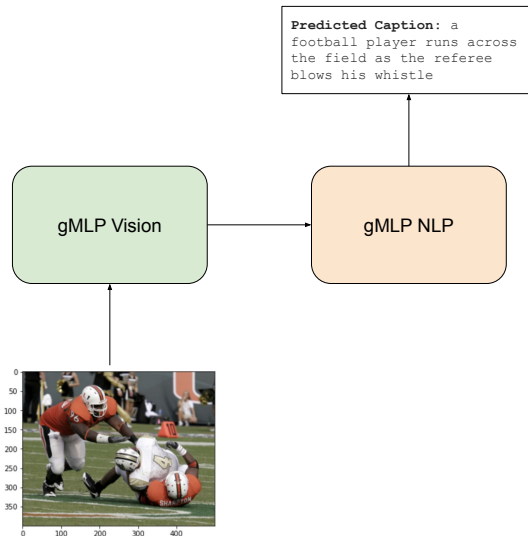 Predicted Caption: a
football player runs across
the field as the referee
blows his whistle
gMLP Vision
gMLP NLP
0
50
100
150
200
250
300
350
0
100
200
300
400
4